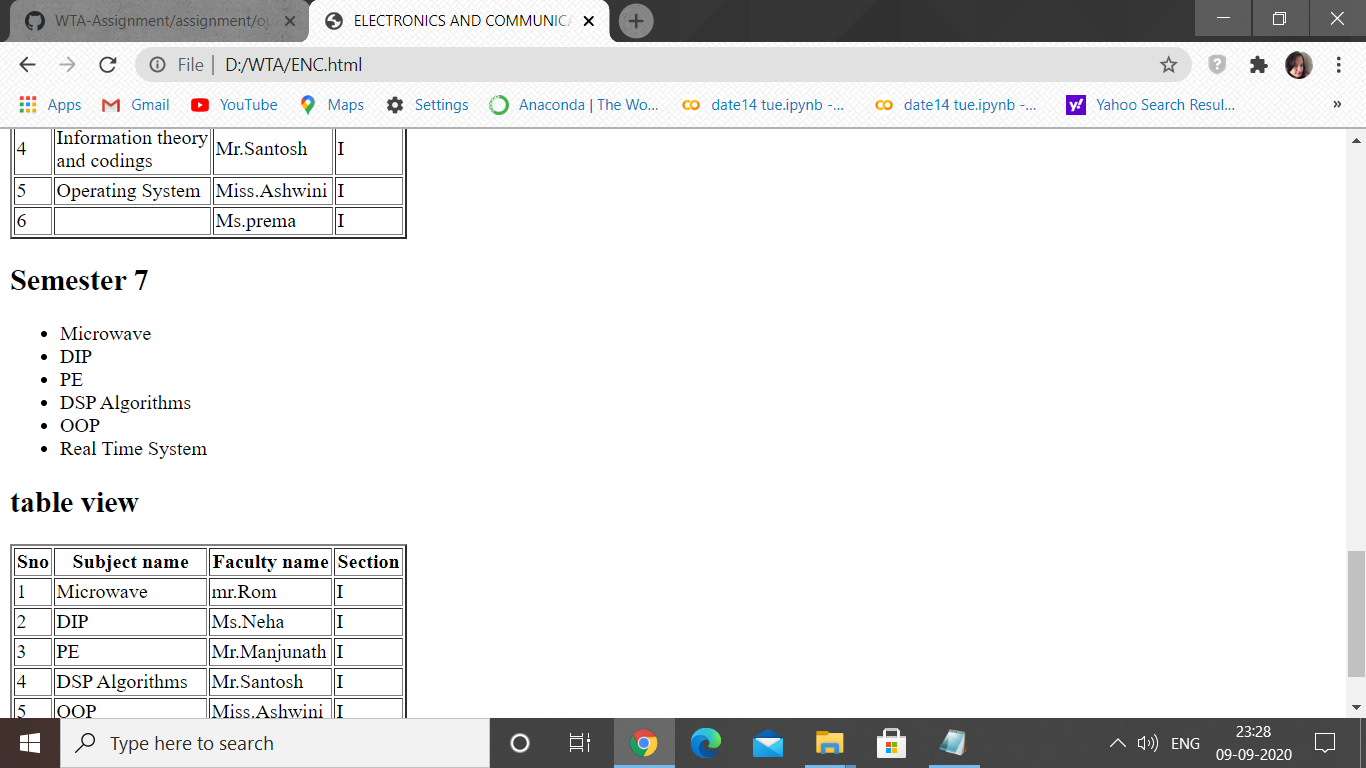 WTA-Assignment/assignment/o
ELECTRONICS AND COMMUNICA
File | D:/WTA/ENC.html
Apps Gmail YouTube Maps Settings Anaconda | The Wo... date14 tue.ipynb -... date14 tue.ipynb -... Yahoo Search Resul... »
4 Information theory and codings Mr.Santosh I
5 Operating System Miss.Ashwini I
6 Ms.prema I
Semester 7
• Microwave
• DIP
• PE
• DSP Algorithms
• OOP
• Real Time System
table view
Sno Subject name Faculty name Section
1 Microwave mr.Rom I
2 DIP Ms.Neha I
3 PE Mr.Manjunath I
4 DSP Algorithms Mr.Santosh I
5 OOP Miss.Ashwini I
Type here to search
ENG
23:28
09-09-2020